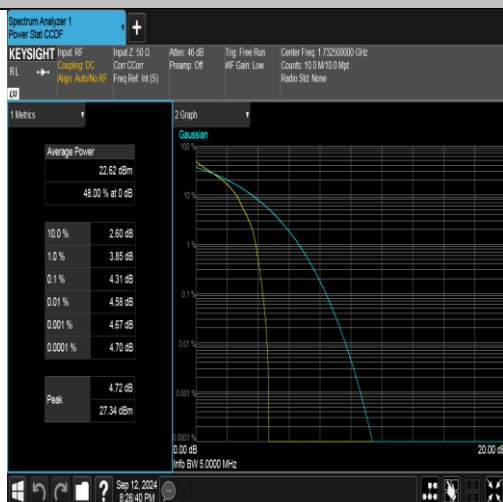 Spectrum Analyzer 1
Power Stat CCDF
KEYSIGHT
RL
Input: RF
Coupling: DC
Align: Auto/No RF
Input Z: 50 Ω
Corr CCorr
Freq Ref: Int (S)
Atten: 46 dB
Preamp: Off
Trig: Free Run
#IF Gain: Low
Center Freq: 1.732500000 GHz
Counts: 10.0 M/10.0 Mpt
Radio Std: None
1 Metrics
Average Power
22.62 dBm
48.00 % at 0 dB
10.0 % 2.60 dB
1.0 % 3.85 dB
0.1 % 4.31 dB
0.01 % 4.58 dB
0.001 % 4.67 dB
0.0001 % 4.70 dB
Peak
4.72 dB
27.34 dBm
2 Graph
Gaussian
100 %
10 %
1 %
0.1 %
0.01 %
0.001 %
0.0001 %
0.00 dB 20.00 dB
Info BW 5.0000 MHz
Sep 12, 2024
8:26:40 PM